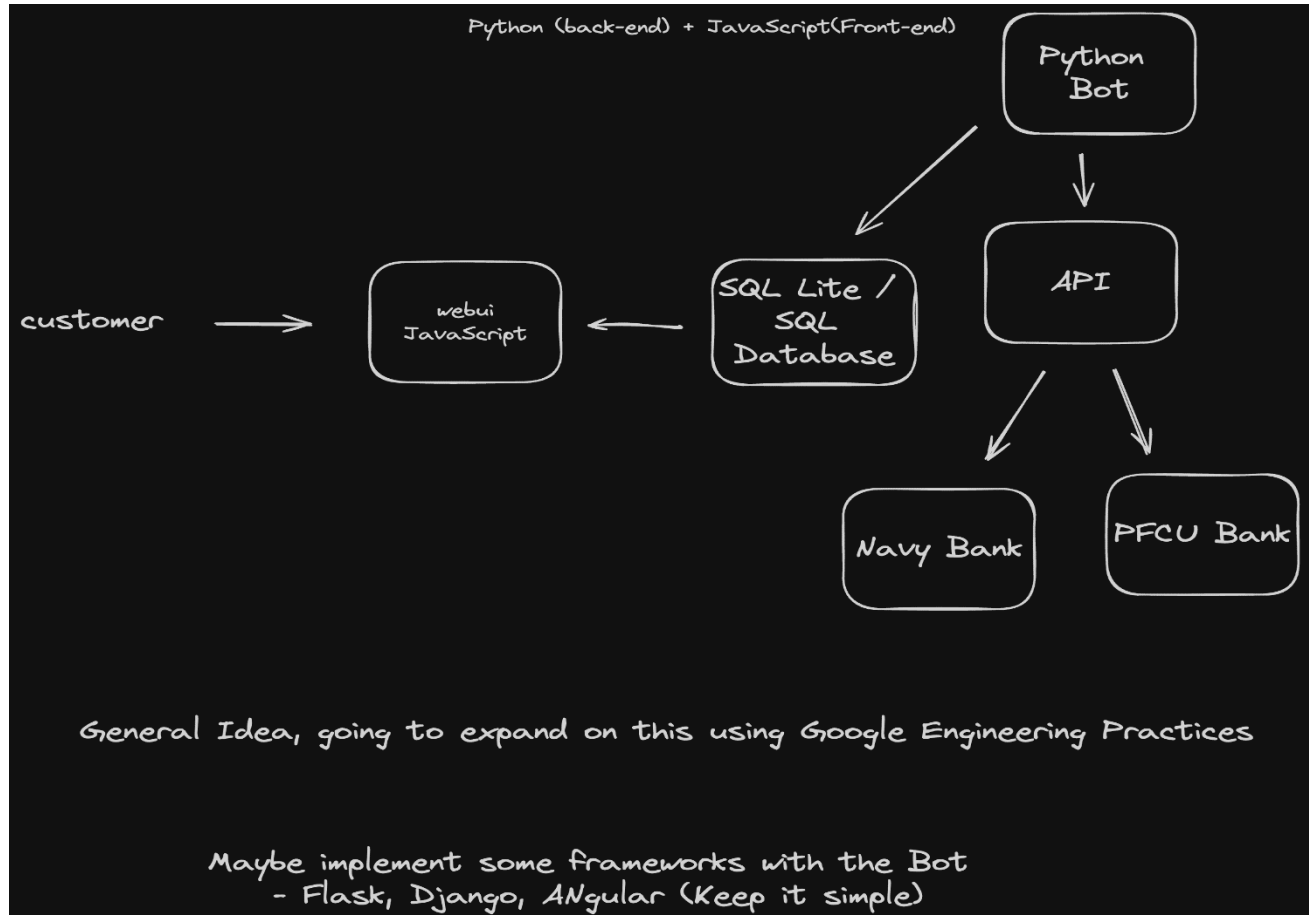 Python (back-end) + JavaScript(Front-end)
Python
Bot
API
SQL Lite /
SQL
Database
webui
JavaScript
customer
Navy Bank
PFCU Bank
General Idea, going to expand on this using Google Engineering Practices
Maybe implement some frameworks with the Bot
- Flask, Django, ANgular (Keep it simple)